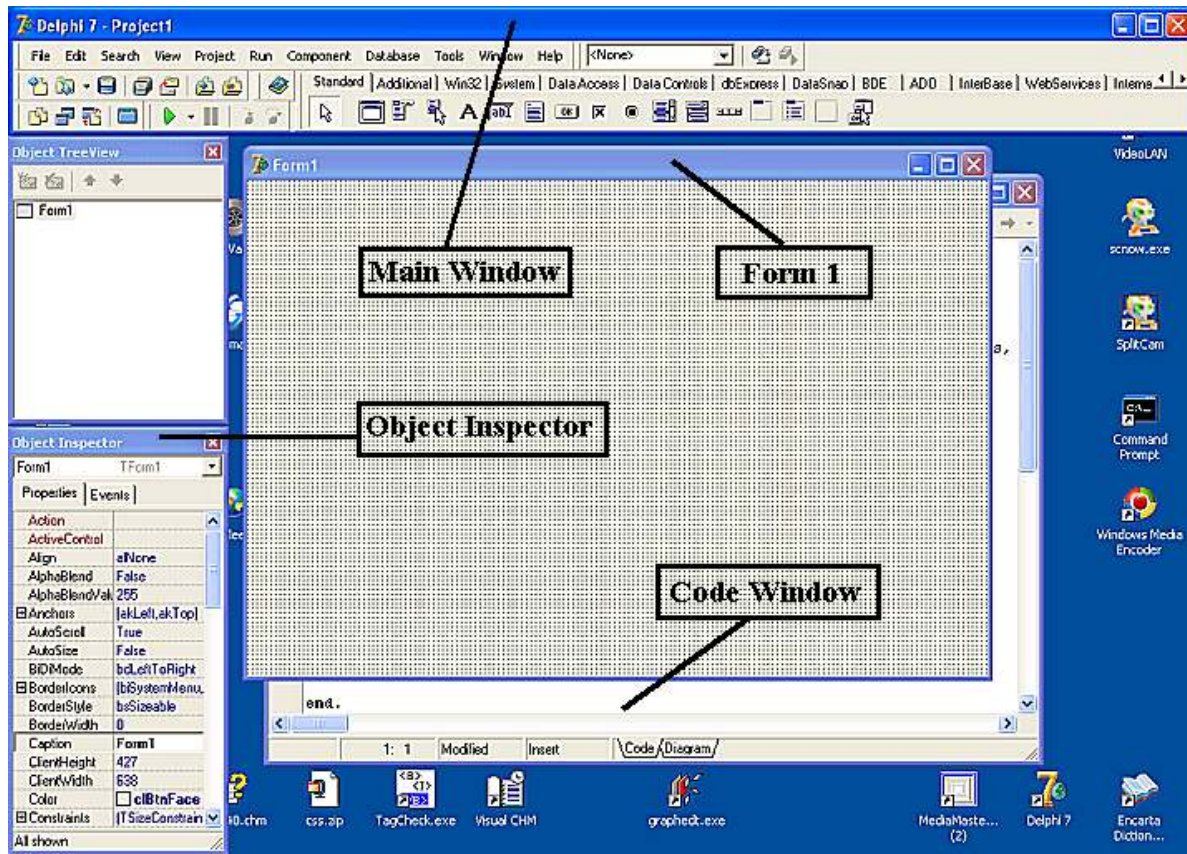 Delphi 7 - Project1
File Edit Search View Project Run Component Database Tools Window Help <None>
Standard Additional Win32 System Data Access Data Controls dbExpress DataSnap BDE ADO InterBase WebServices Interne
Object TreeView
Form1
Form1
Main Window
Form 1
Object Inspector
Code Window
Object Inspector
Form1 TForm1
Properties Events
Action
ActiveControl
Align alNone
AlphaBlend False
AlphaBlendVal 255
Anchors [akLeft,akTop]
AutoScroll True
AutoSize False
BiDiMode bdLeftToRight
BorderIcons [biSystemMenu,
BorderStyle bsSizeable
BorderWidth 0
Caption Form1
ClientHeight 427
ClientWidth 638
Color clBtnFace
Constraints (TSizeConstrain
All shown
end.
1: 1 Modified Insert Code Diagram
VideoLAN
scnow.exe
SplitCam
Command
Prompt
Windows Media
Encoder
css.zip
TagCheck.exe
Visual CHM
graphedt.exe
MediaMaste...
(2)
Delphi 7
Encarta
Diction...